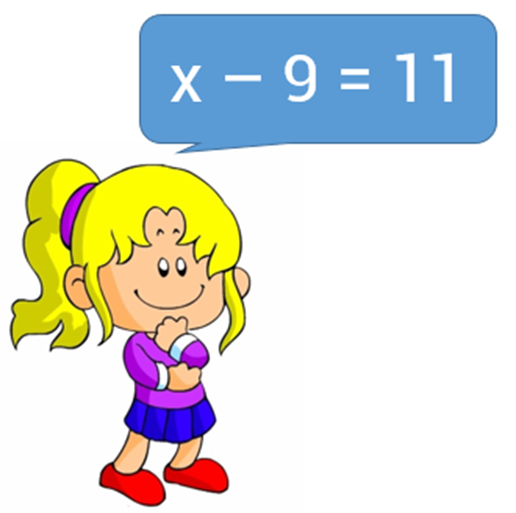 x – 9 = 11